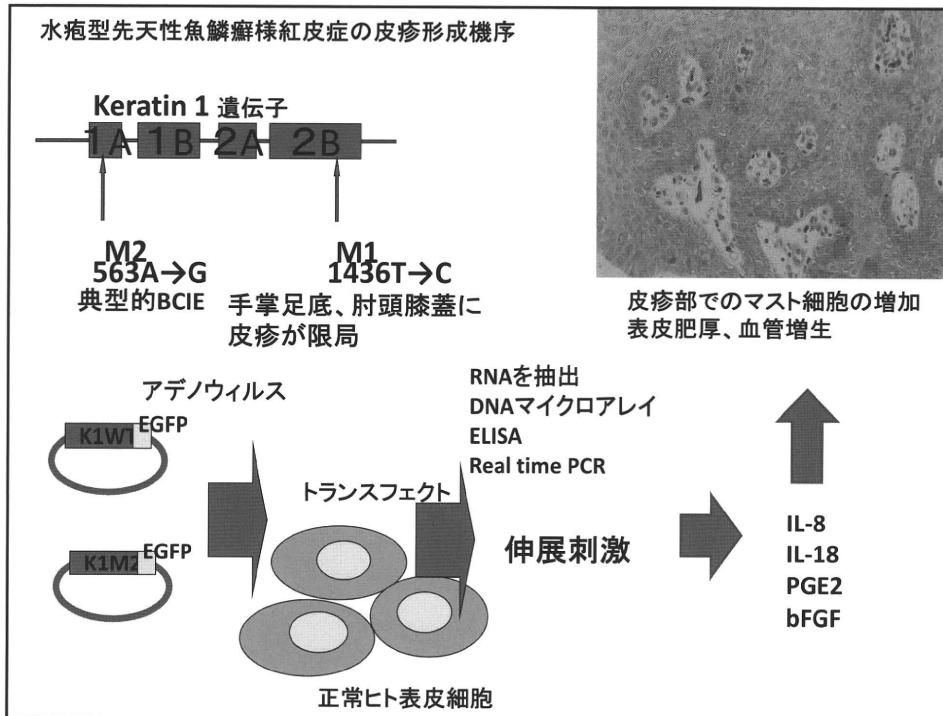 水疱型先天性魚鱗癬様紅皮症の皮疹形成機序
Keratin 1 遺伝子
1A 1B 2A 2B
M2
563A→G
典型的BCIE
M1
1436T→C
手掌足底、肘頭膝蓋に
皮疹が限局
皮疹部でのマスト細胞の増加
表皮肥厚、血管増生
アデノウィルス
K1WT EGFP
K1M2 EGFP
トランスフェクト
正常ヒト表皮細胞
RNAを抽出
DNAマイクロアレイ
ELISA
Real time PCR
伸展刺激
IL-8
IL-18
PGE2
bFGF